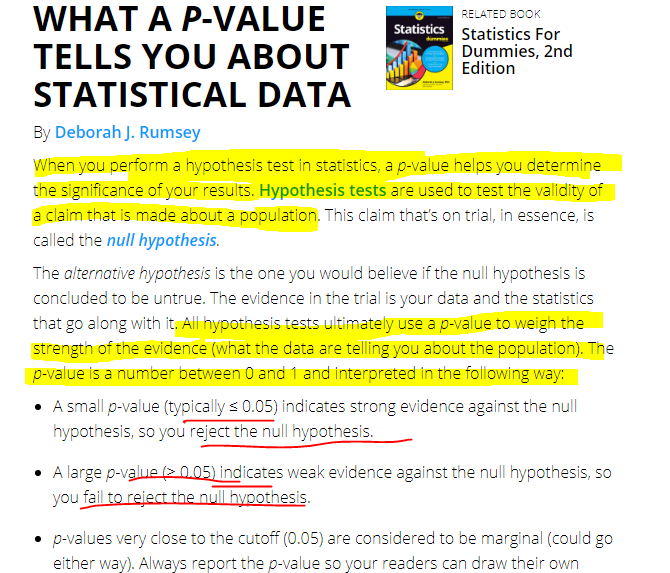 WHAT A P-VALUE
TELLS YOU ABOUT
STATISTICAL DATA
RELATED BOOK
Statistics For
Dummies, 2nd
Edition
Statistics
dummies
By Deborah J. Rumsey
When you perform a hypothesis test in statistics, a p-value helps you determine
the significance of your results. Hypothesis tests are used to test the validity of
a claim that is made about a population. This claim that's on trial, in essence, is
called the null hypothesis.
The alternative hypothesis is the one you would believe if the null hypothesis is
concluded to be untrue. The evidence in the trial is your data and the statistics
that go along with it. All hypothesis tests ultimately use a p-value to weigh the
strength of the evidence (what the data are telling you about the population). The
p-value is a number between 0 and 1 and interpreted in the following way:
• A small p-value (typically ≤ 0.05) indicates strong evidence against the null
hypothesis, so you reject the null hypothesis.
• A large p-value (> 0.05) indicates weak evidence against the null hypothesis, so
you fail to reject the null hypothesis.
• p-values very close to the cutoff (0.05) are considered to be marginal (could go
either way). Always report the p-value so your readers can draw their own